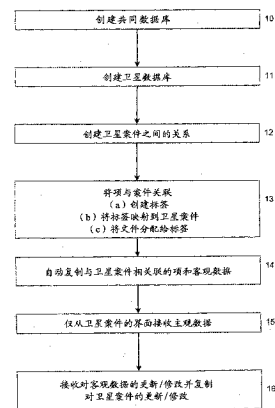 创建共同数据库
10
创建卫星数据库
11
创建卫星案件之间的关系
12
将项与案件关联
(a)创建标签
(b)将标签映射到卫星案件
(c)将文件分配给标签
13
自动复制与卫星案件相关联的项和客观数据
14
仅从卫星案件的界面接收主观数据
15
接收对客观数据的更新/修改并复制
对卫星案件的更新/修改
16